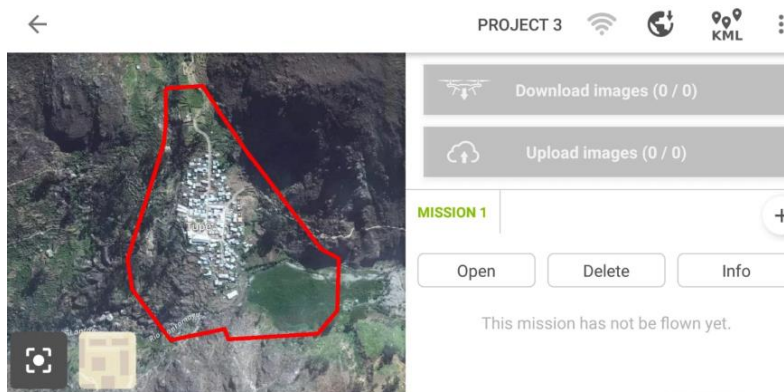 PROJECT 3
KML
Download images (0 / 0)
Upload images (0 / 0)
MISSION 1
Open
Delete
Info
This mission has not be flown yet.